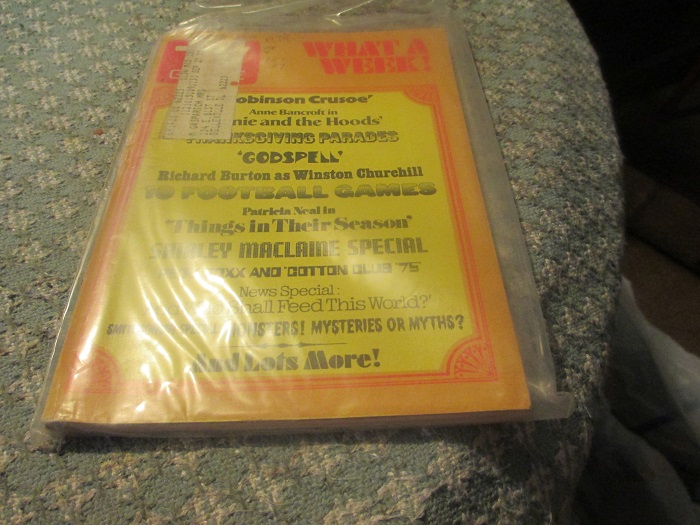 WHAT A
WEEK!
Robinson Crusoe'
Anne Bancroft in
and the Hoods'
THANKSGIVING PARADES
'GODSPELL'
Richard Burton as Winston Churchill
10 FOOTBALL GAMES
Patricia Neal in
'Things in Their Season'
SHIRLEY MACLAINE SPECIAL
FOXX AND 'COTTON CLUB '75'
News Special:
Shall Feed This World?'
MONSTERS! MYSTERIES OR MYTHS?
And Lots More!